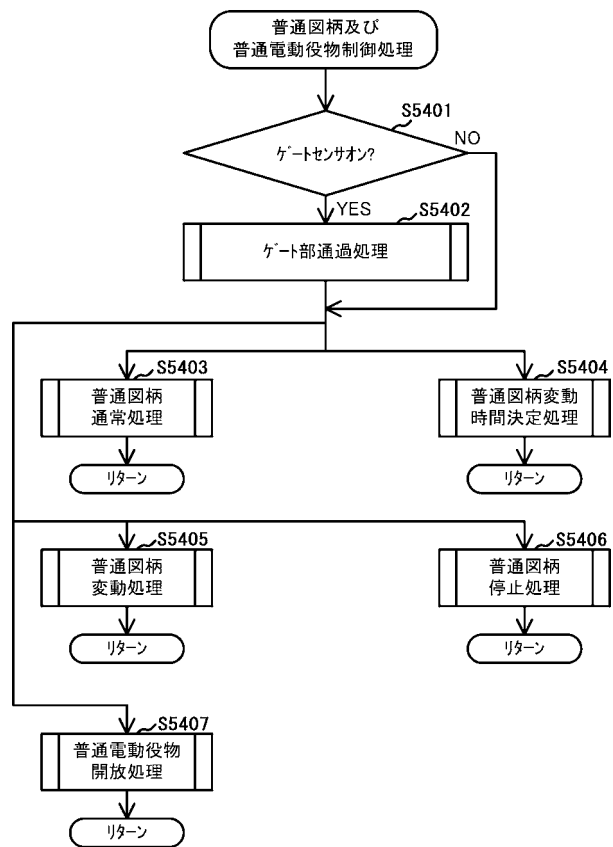 普通図柄及び
普通電動役物制御処理
S5401
ｹﾞｰﾄｾﾝｻｵﾝ?
NO
YES
S5402
ｹﾞｰﾄ部通過処理
S5403
普通図柄
通常処理
ﾘﾀｰﾝ
S5404
普通図柄変動
時間決定処理
ﾘﾀｰﾝ
S5405
普通図柄
変動処理
ﾘﾀｰﾝ
S5406
普通図柄
停止処理
ﾘﾀｰﾝ
S5407
普通電動役物
開放処理
ﾘﾀｰﾝ